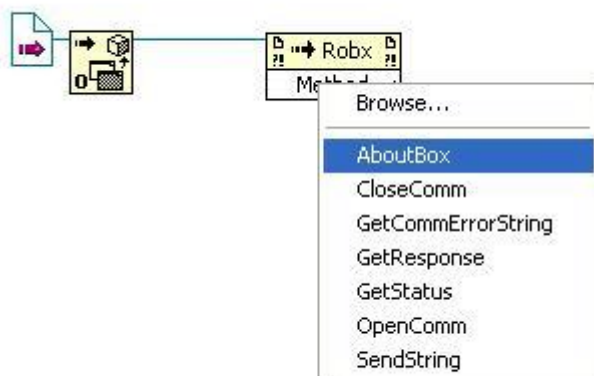 Robx
Method
Browse...
AboutBox
CloseComm
GetCommErrorString
GetResponse
GetStatus
OpenComm
SendString